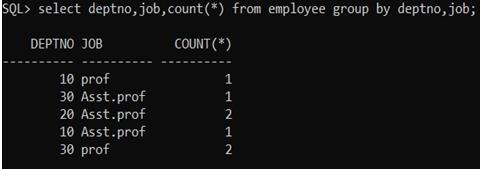 SQL> select deptno,job,count(*) from employee group by deptno,job;
    DEPTNO JOB          COUNT(*)
---------- ---------- ----------
        10 prof                1
        30 Asst.prof           1
        20 Asst.prof           2
        10 Asst.prof           1
        30 prof                2